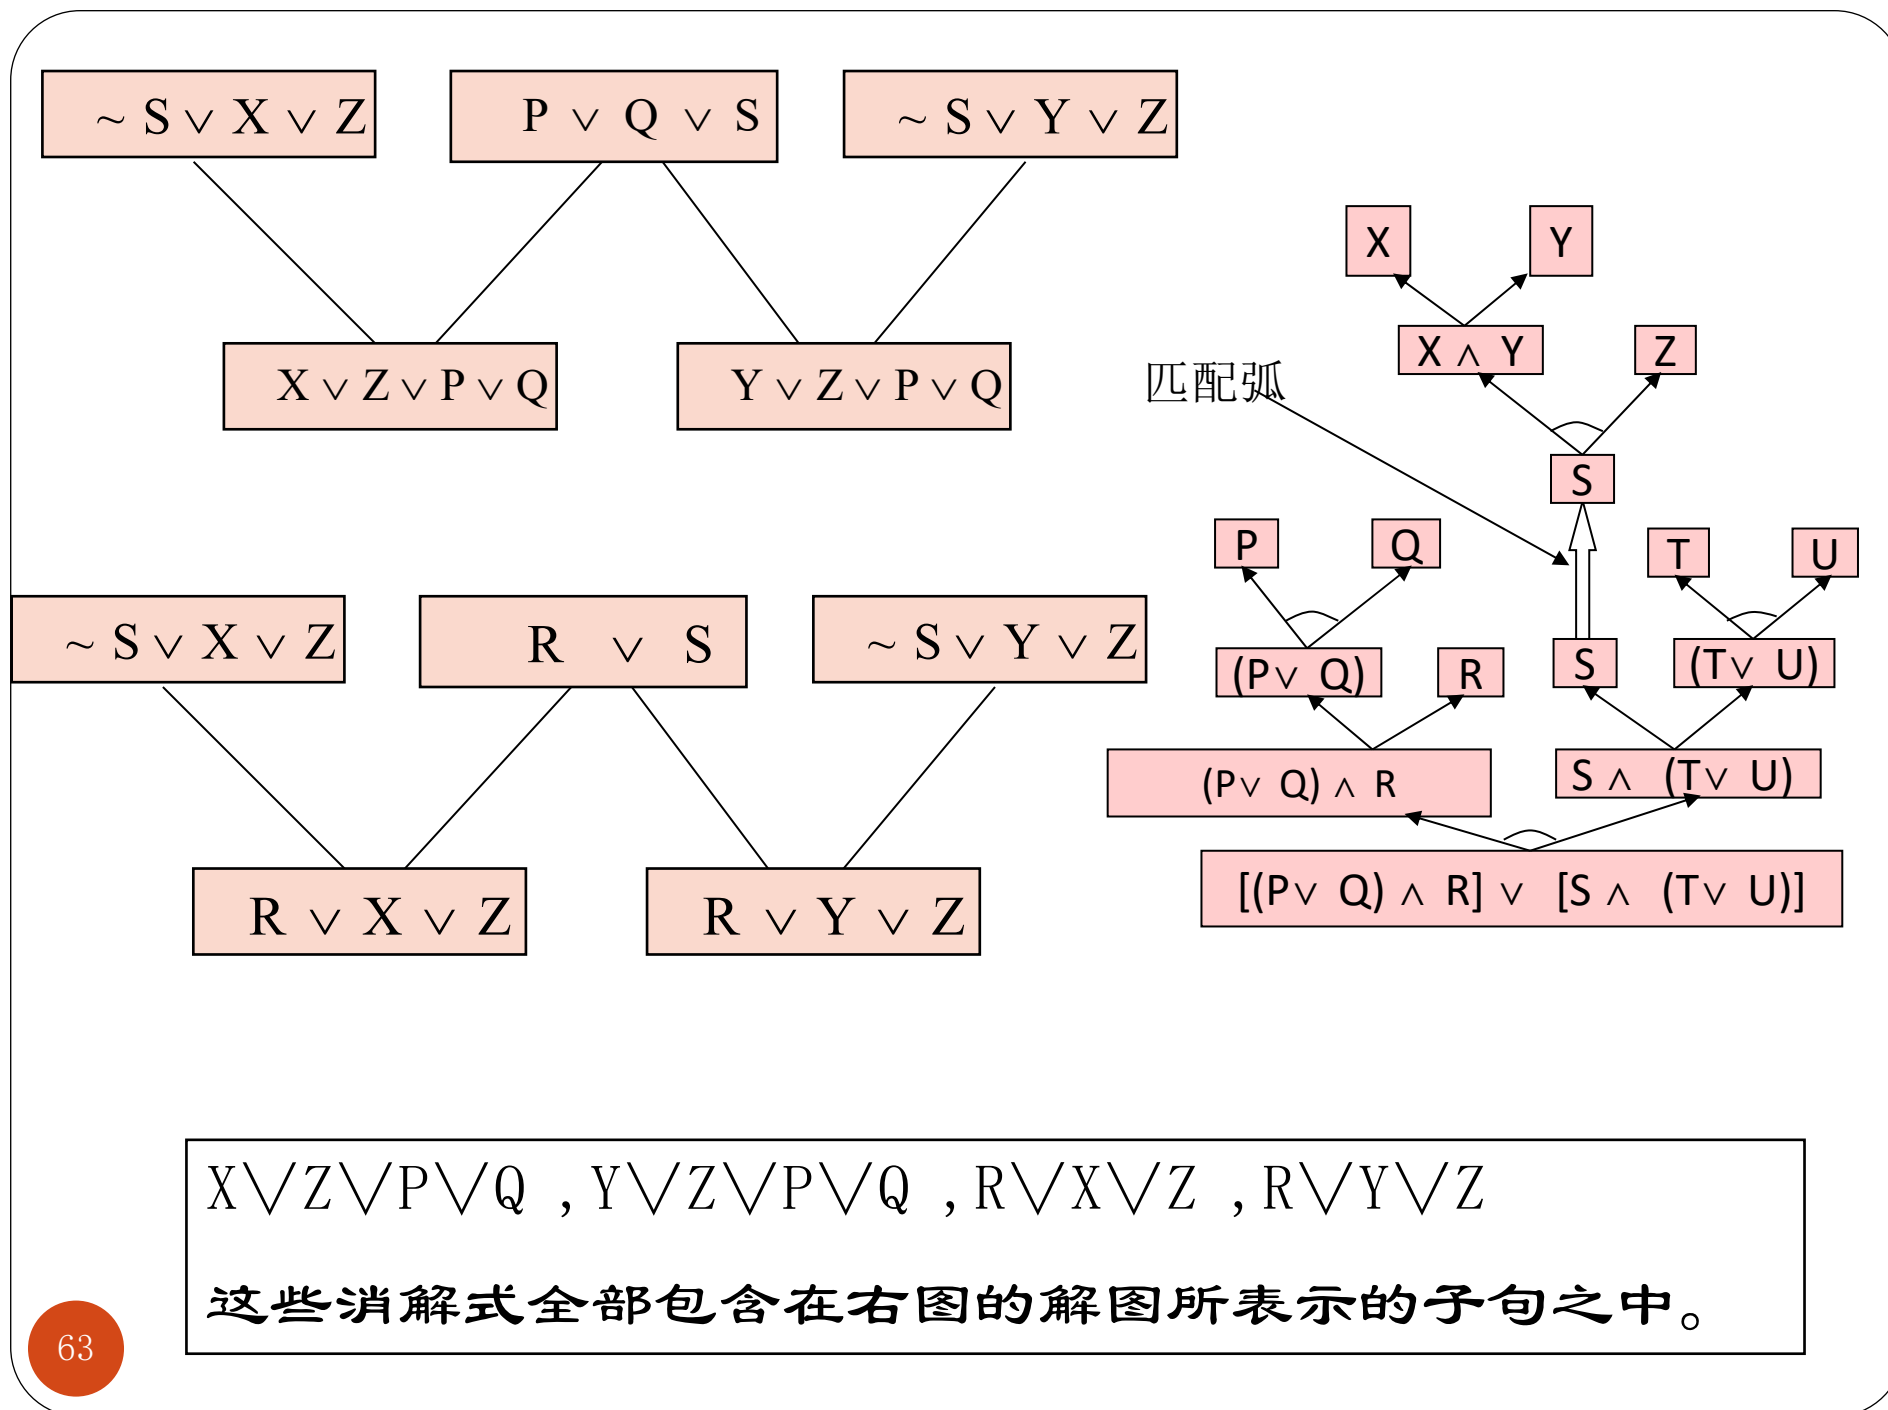 ~ S ∨ X ∨ Z
P ∨ Q ∨ S
~ S ∨ Y ∨ Z
X ∨ Z ∨ P ∨ Q
Y ∨ Z ∨ P ∨ Q
~ S ∨ X ∨ Z
R ∨ S
~ S ∨ Y ∨ Z
R ∨ X ∨ Z
R ∨ Y ∨ Z
X
Y
X ∧ Y
Z
匹配弧
S
P
Q
T
U
(P∨ Q)
R
S
(T∨ U)
(P∨ Q) ∧ R
S ∧ (T∨ U)
[(P∨ Q) ∧ R] ∨ [S ∧ (T∨ U)]
X∨Z∨P∨Q ,Y∨Z∨P∨Q ,R∨X∨Z ,R∨Y∨Z
这些消解式全部包含在右图的解图所表示的子句之中。
63